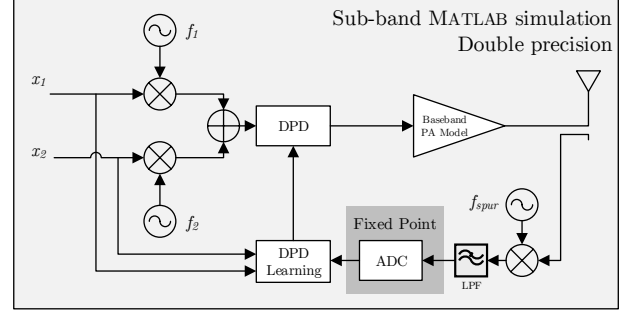 Sub-band MATLAB simulation
Double precision
f1
x1
DPD
Baseband
PA Model
x2
f2
fspur
Fixed Point
DPD
Learning
ADC
LPF